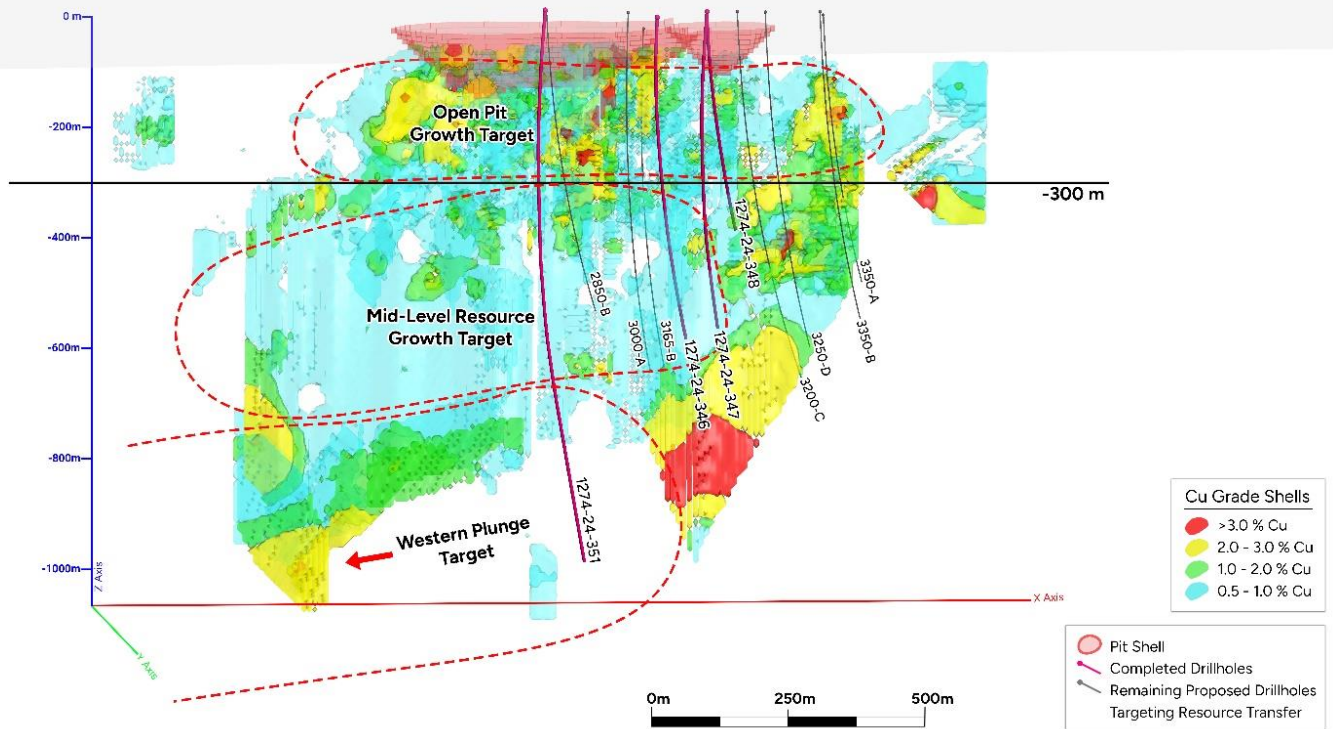 0 m
-200m
-400m
-600m
-800m
-1000m
Z Axis
Y Axis
X Axis
Open Pit
Growth Target
-300 m
Mid-Level Resource
Growth Target
Western Plunge
Target
1274-24-351
2850-B
3000-A
3165-B
1274-24-346
1274-24-347
1274-24-348
3200-C
3250-D
3350-A
3350-B
Cu Grade Shells
>3.0 % Cu
2.0 - 3.0 % Cu
1.0 - 2.0 % Cu
0.5 - 1.0 % Cu
Pit Shell
Completed Drillholes
Remaining Proposed Drillholes
Targeting Resource Transfer
0m
250m
500m